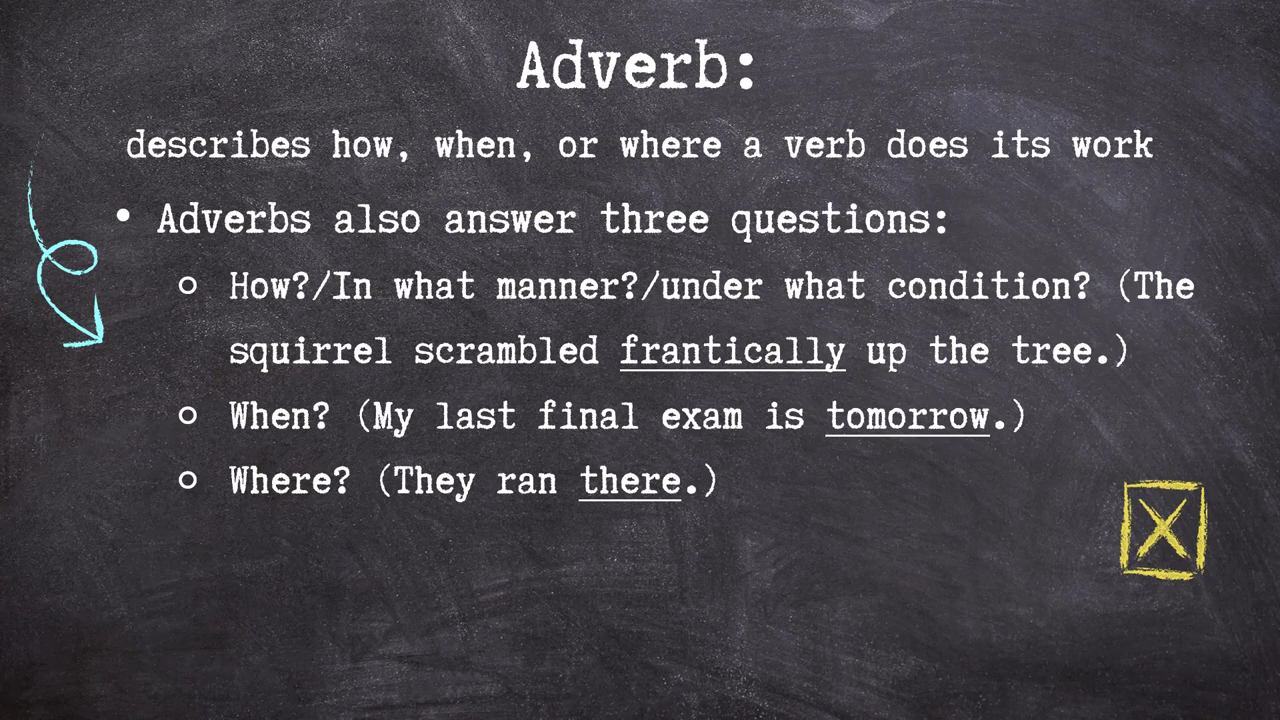 Adverb:
describes how, when, or where a verb does its work
• Adverbs also answer three questions:
○ How?/In what manner?/under what condition? (The
squirrel scrambled frantically up the tree.)
○ When? (My last final exam is tomorrow.)
○ Where? (They ran there.)